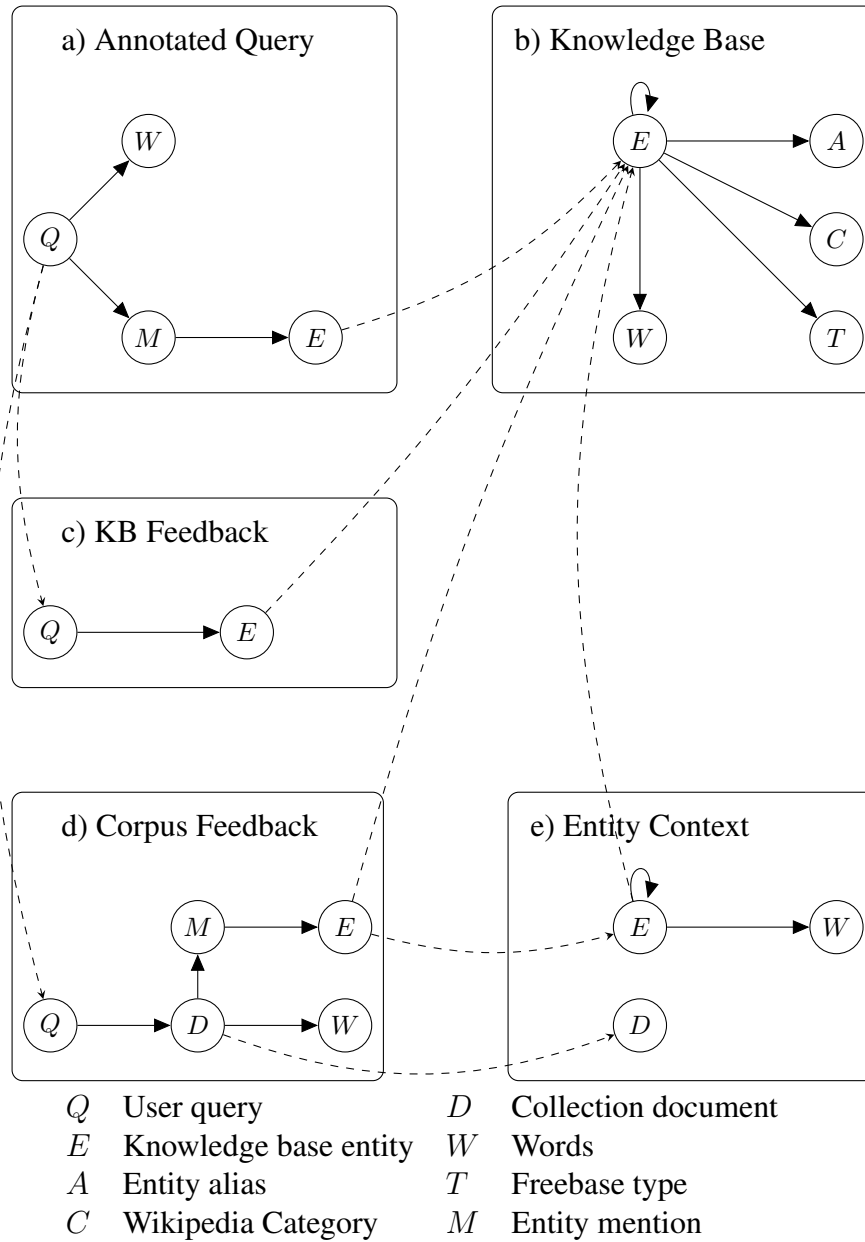 a) Annotated Query
W
Q
M
E
b) Knowledge Base
E
A
C
W
T
c) KB Feedback
Q
E
d) Corpus Feedback
M
E
Q
D
W
e) Entity Context
E
W
D
Q User query D Collection document
E Knowledge base entity W Words
A Entity alias T Freebase type
C Wikipedia Category M Entity mention